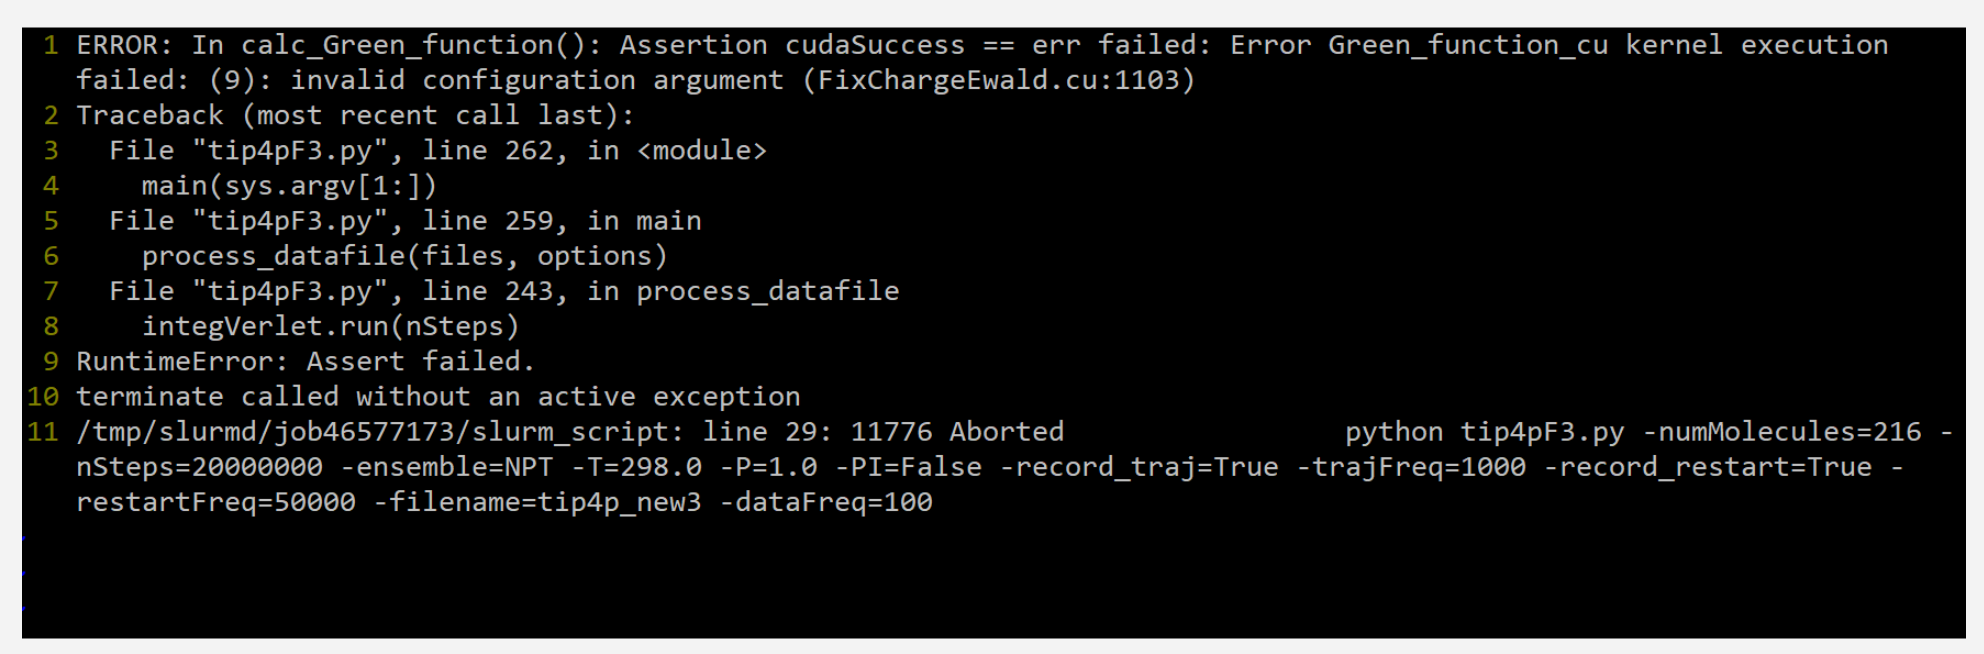 1 ERROR: In calc_Green_function(): Assertion cudaSuccess == err failed: Error Green_function_cu kernel execution
failed: (9): invalid configuration argument (FixChargeEwald.cu:1103)
2 Traceback (most recent call last):
3   File "tip4pF3.py", line 262, in <module>
4     main(sys.argv[1:])
5   File "tip4pF3.py", line 259, in main
6     process_datafile(files, options)
7   File "tip4pF3.py", line 243, in process_datafile
8     integVerlet.run(nSteps)
9 RuntimeError: Assert failed.
10 terminate called without an active exception
11 /tmp/slurmd/job46577173/slurm_script: line 29: 11776 Aborted                 python tip4pF3.py -numMolecules=216 -
nSteps=20000000 -ensemble=NPT -T=298.0 -P=1.0 -PI=False -record_traj=True -trajFreq=1000 -record_restart=True -
restartFreq=50000 -filename=tip4p_new3 -dataFreq=100